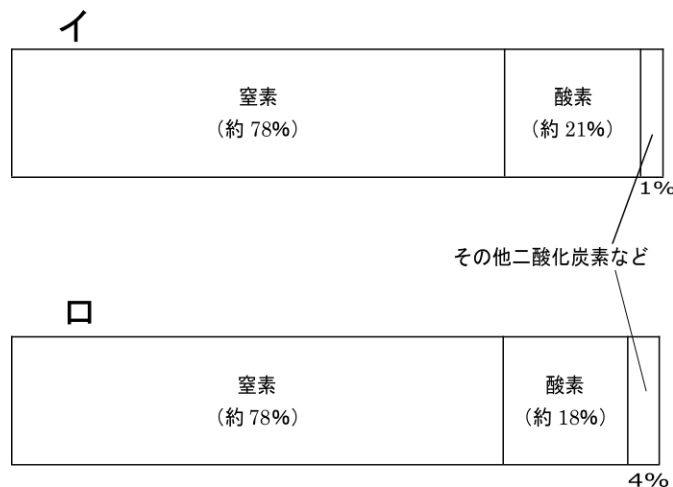 イ
窒素
（約 78%）
酸素
（約 21%）
1%
その他二酸化炭素など
ロ
窒素
（約 78%）
酸素
（約 18%）
4%